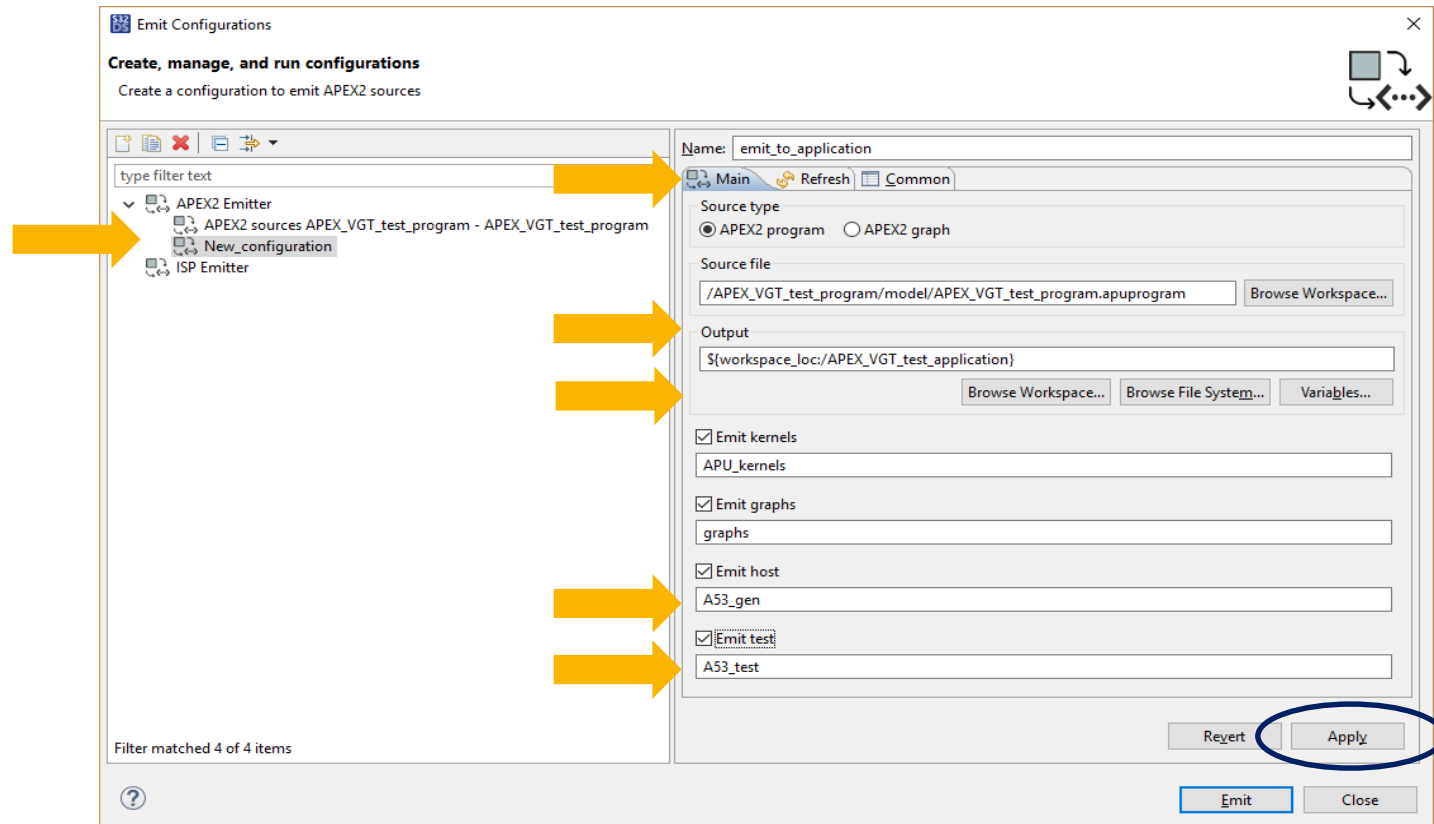 S32
DS
Emit Configurations
Create, manage, and run configurations
Create a configuration to emit APEX2 sources
type filter text
APEX2 Emitter
APEX2 sources APEX_VGT_test_program - APEX_VGT_test_program
New_configuration
ISP Emitter
Filter matched 4 of 4 items
Name: emit_to_application
Main Refresh Common
Source type
APEX2 program APEX2 graph
Source file
/APEX_VGT_test_program/model/APEX_VGT_test_program.apuprogram Browse Workspace...
Output
${workspace_loc:/APEX_VGT_test_application}
Browse Workspace... Browse File System... Variables...
Emit kernels
APU_kernels
Emit graphs
graphs
Emit host
A53_gen
Emit test
A53_test
Revert Apply
? Emit Close